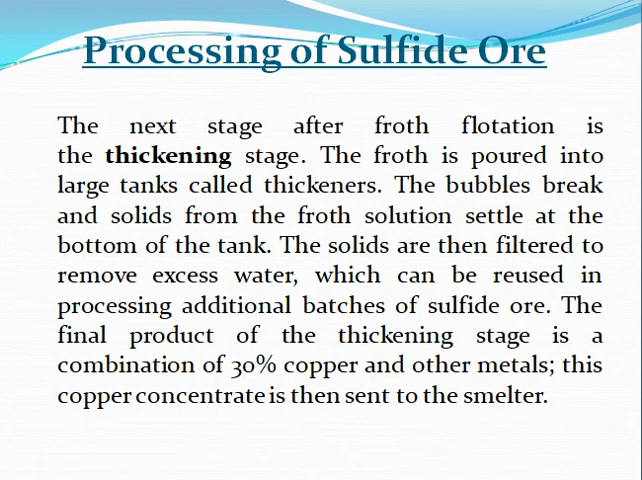 Processing of Sulfide Ore
The next stage after froth flotation is
the thickening stage. The froth is poured into
large tanks called thickeners. The bubbles break
and solids from the froth solution settle at the
bottom of the tank. The solids are then filtered to
remove excess water, which can be reused in
processing additional batches of sulfide ore. The
final product of the thickening stage is a
combination of 30% copper and other metals; this
copper concentrate is then sent to the smelter.